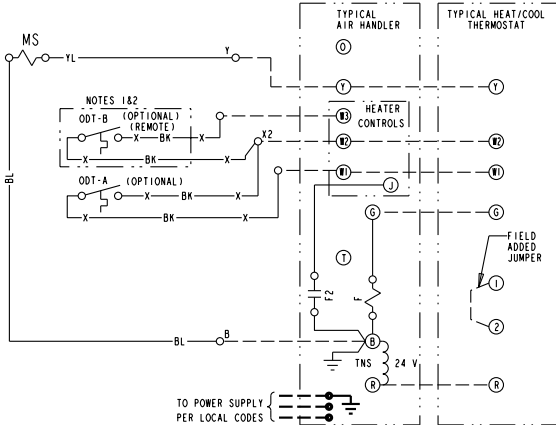 TYPICAL
AIR HANDLER
TYPICAL HEAT/COOL
THERMOSTAT
MS
YL
Y
O
Y
Y
NOTES 1&2
ODT-B
(OPTIONAL)
(REMOTE)
X
BK
X
W3
HEATER
CONTROLS
X2
W2
W2
X
BK
X
ODT-A
(OPTIONAL)
W1
W1
X
BK
X
J
X
BK
X
BL
G
G
FIELD
ADDED
JUMPER
T
1
F2
F
2
BL
B
B
TNS
24 V
R
R
TO POWER SUPPLY
PER LOCAL CODES